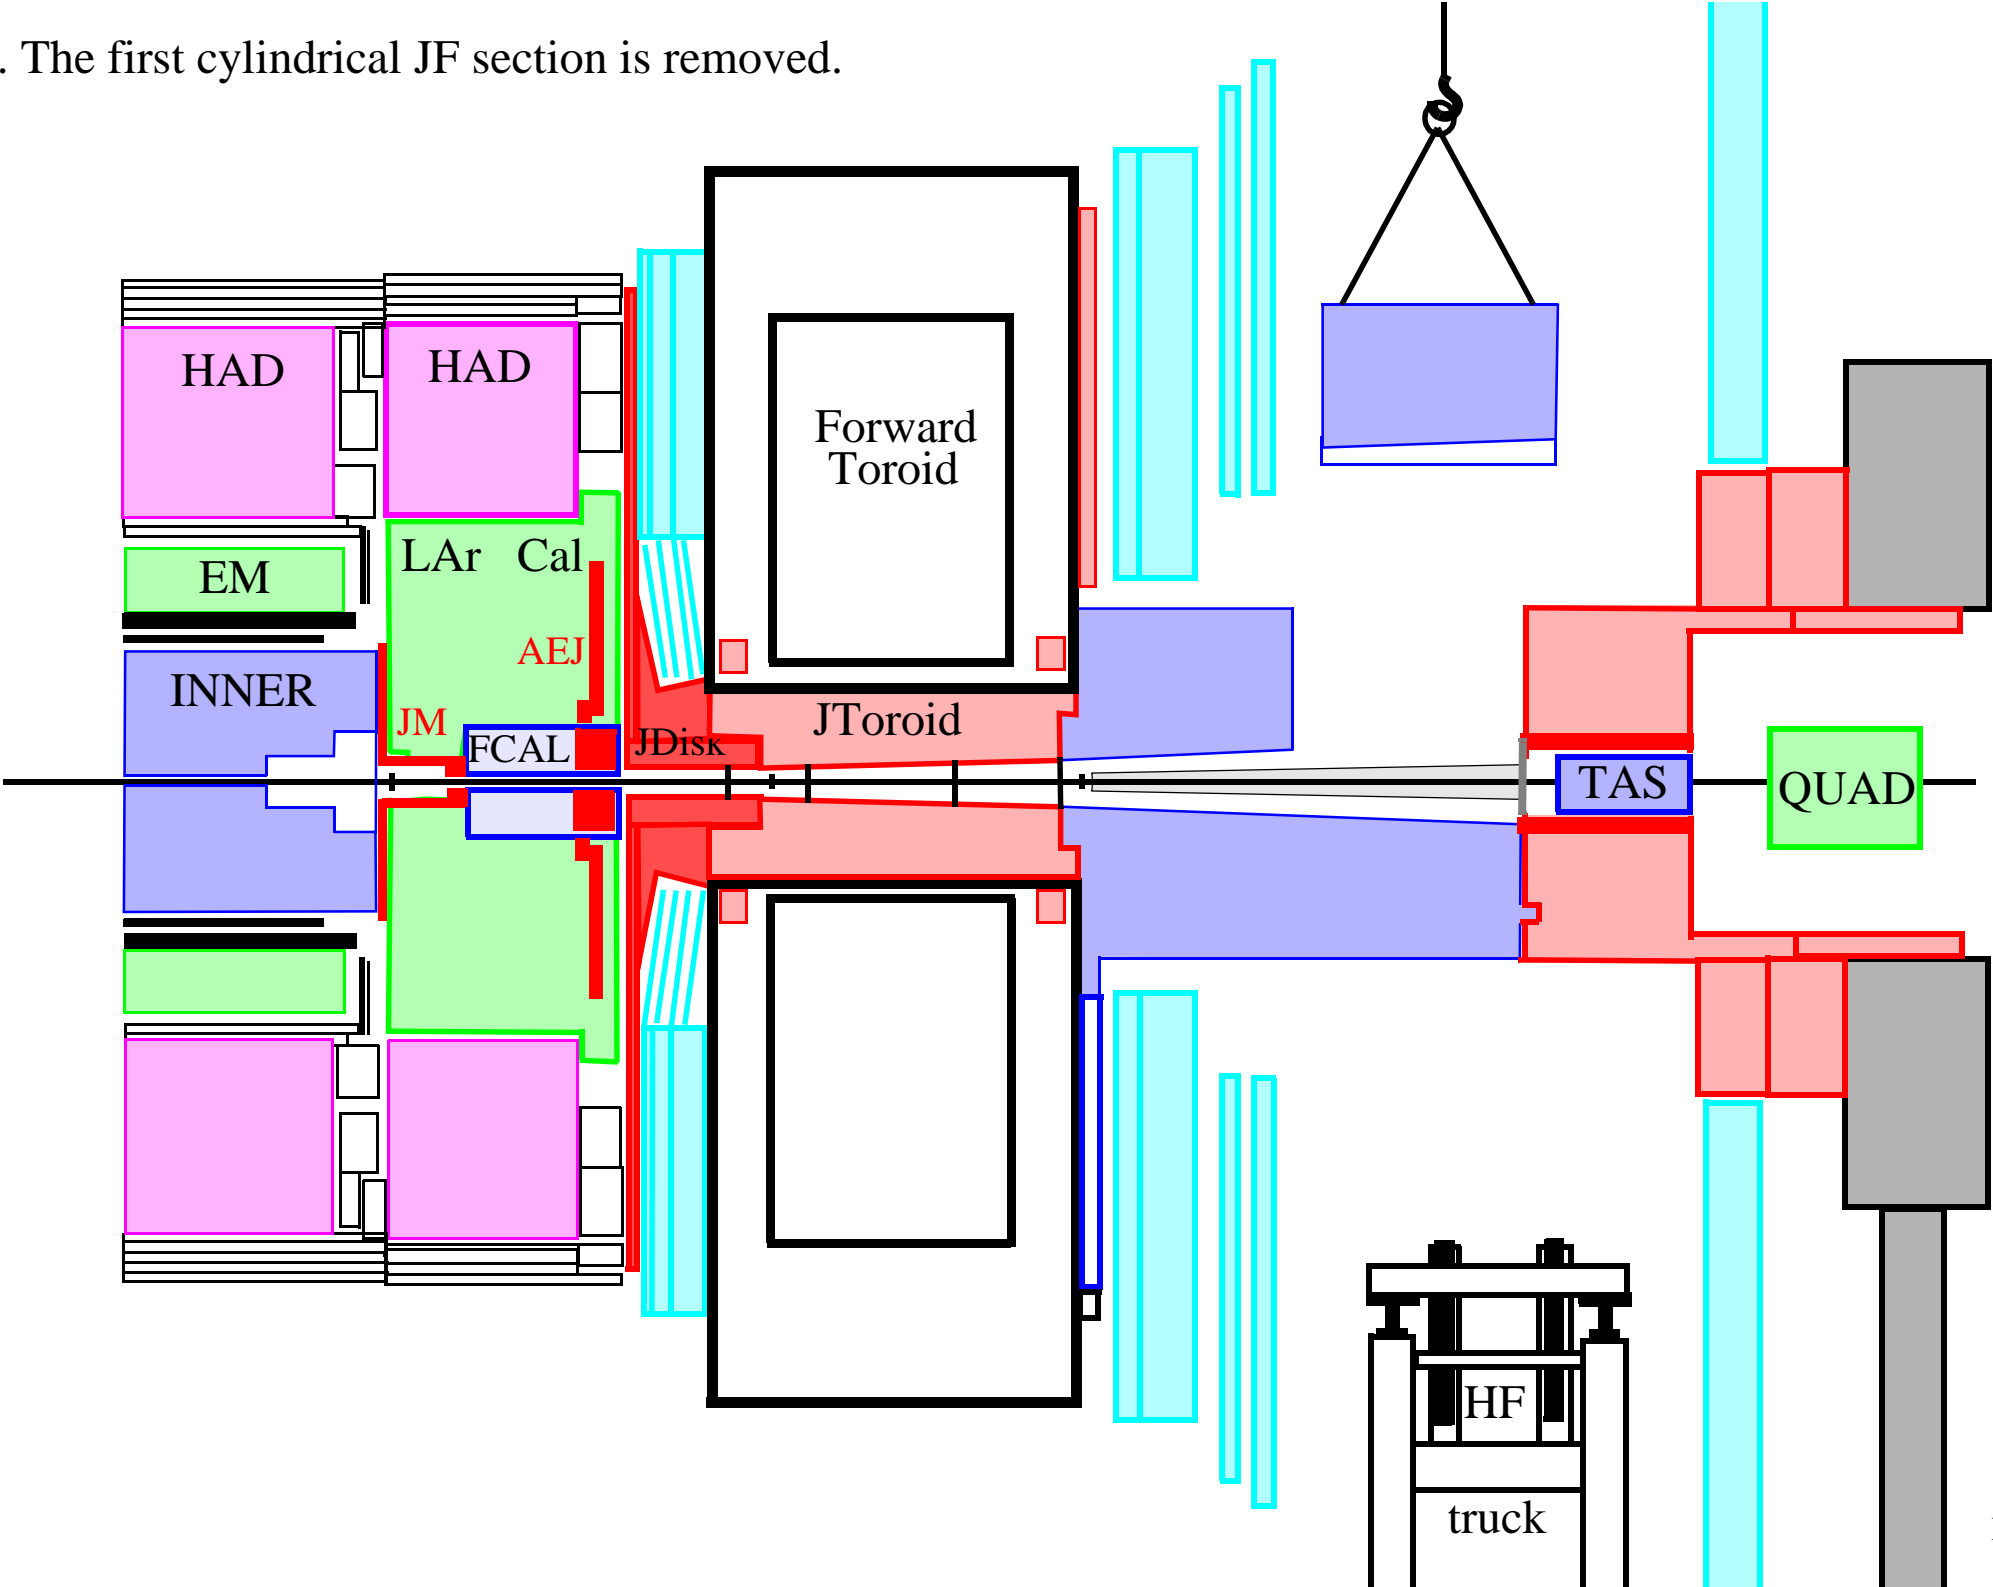 . The first cylindrical JF section is removed.
HAD
HAD
Forward
Toroid
LAr Cal
EM
AEJ
INNER
JM
FCAL
JDisk
JToroid
TAS
QUAD
HF
truck